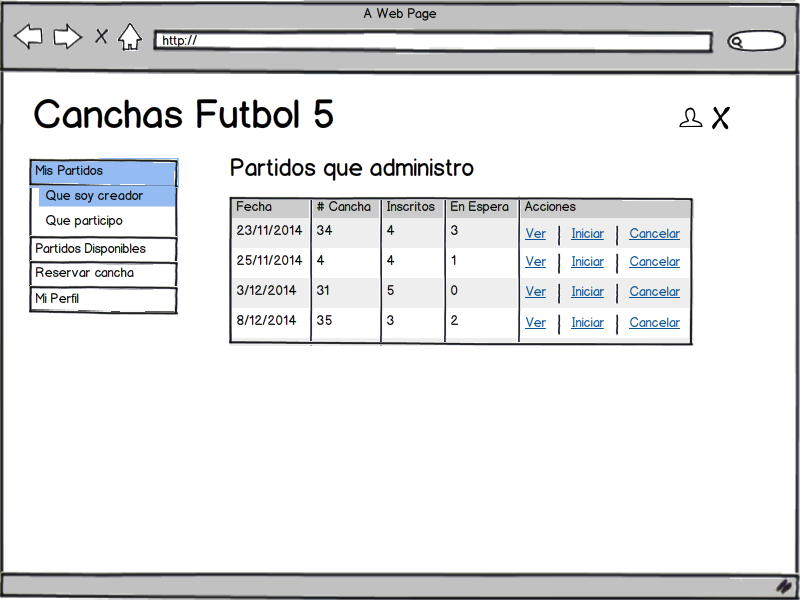 A Web Page
http://
Canchas Futbol 5
Mis Partidos
Que soy creador
Que participo
Partidos Disponibles
Reservar cancha
Mi Perfil
Partidos que administro
Fecha # Cancha Inscritos En Espera Acciones
23/11/2014 34 4 3 Ver | Iniciar | Cancelar
25/11/2014 4 4 1 Ver | Iniciar | Cancelar
3/12/2014 31 5 0 Ver | Iniciar | Cancelar
8/12/2014 35 3 2 Ver | Iniciar | Cancelar